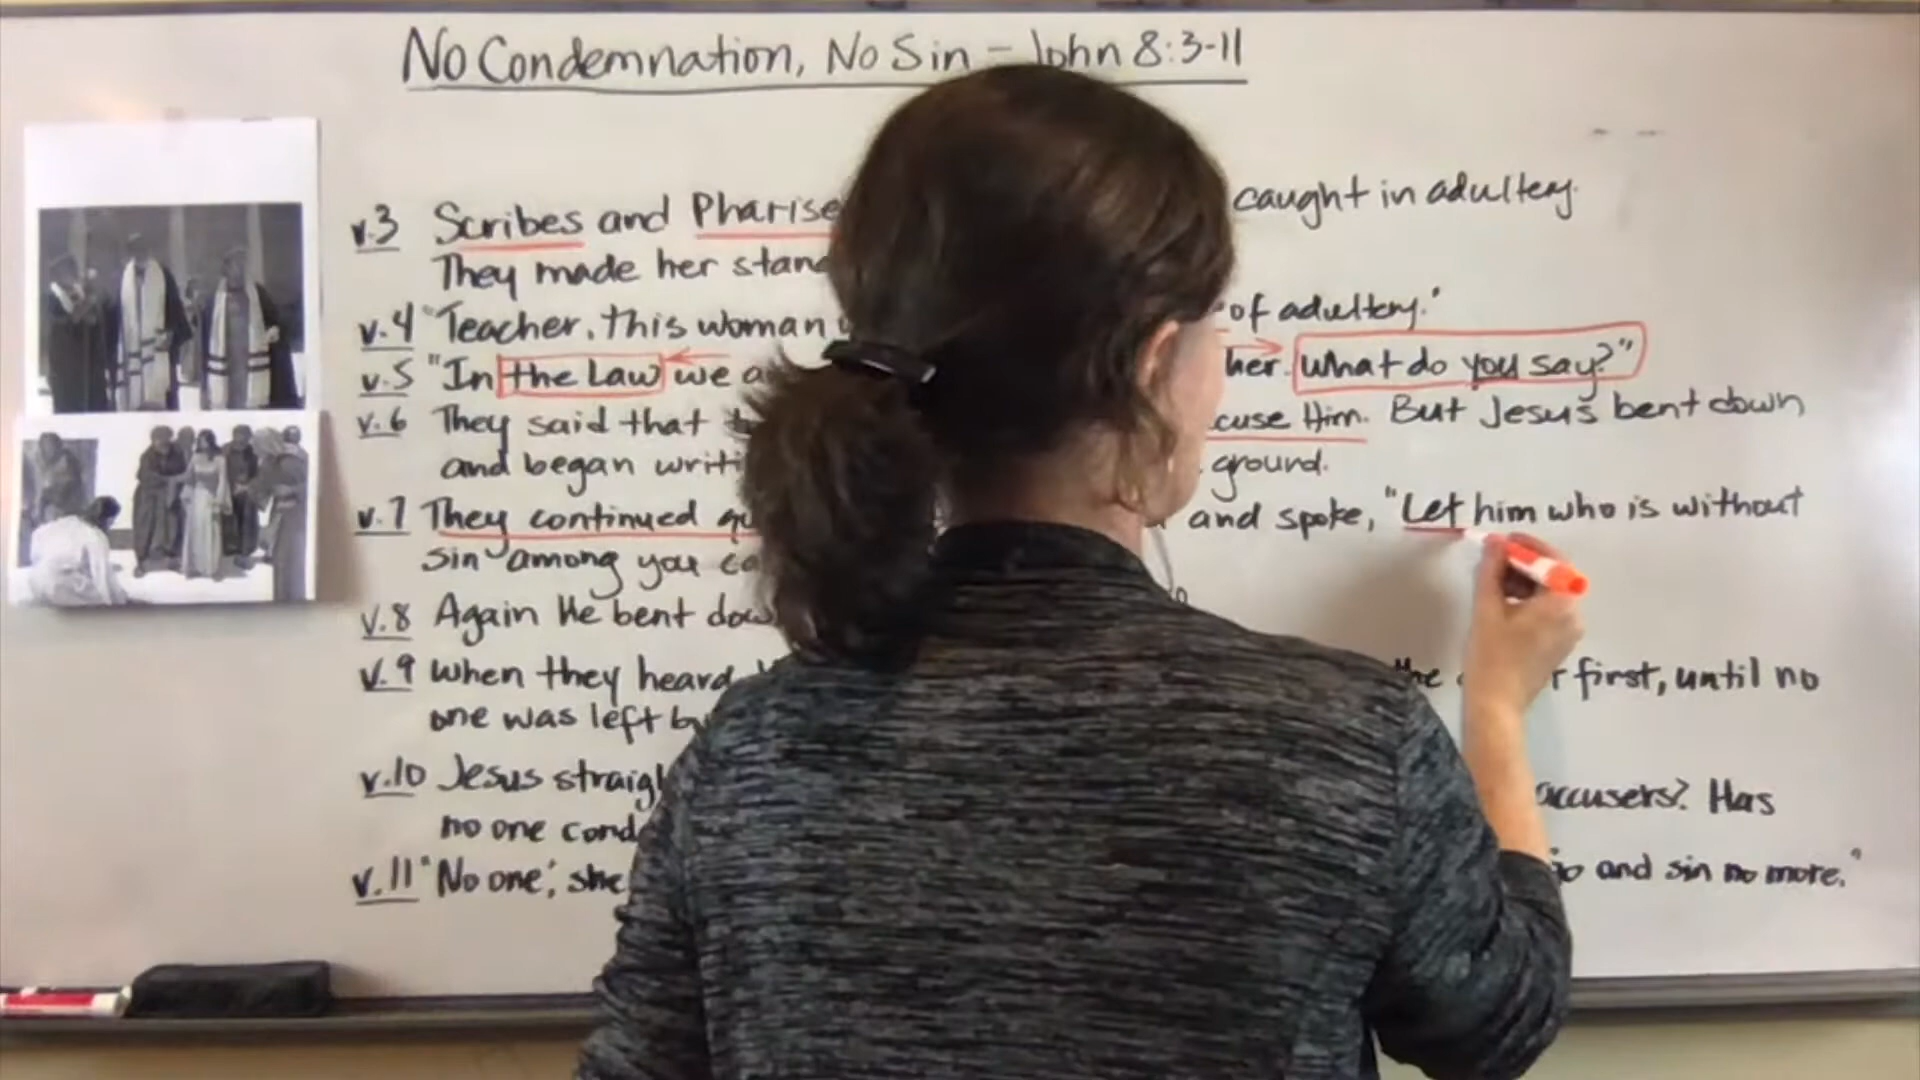 No Condemnation, No Sin - John 8:3-11
v.3 Scribes and Pharise caught in adultery.
They made her stand
v.4 "Teacher, this woman of adultery."
v.5 "In the Law we her. What do you say?"
v.6 They said that cuse Him. But Jesus bent down
and began writi ground.
v.7 They continued qu and spoke, "Let him who is without
sin among you ca
v.8 Again He bent dow
v.9 When they heard the r first, until no
one was left bu
v.10 Jesus straigh accusers? Has
no one cond
v.11 "No one", she go and sin no more."